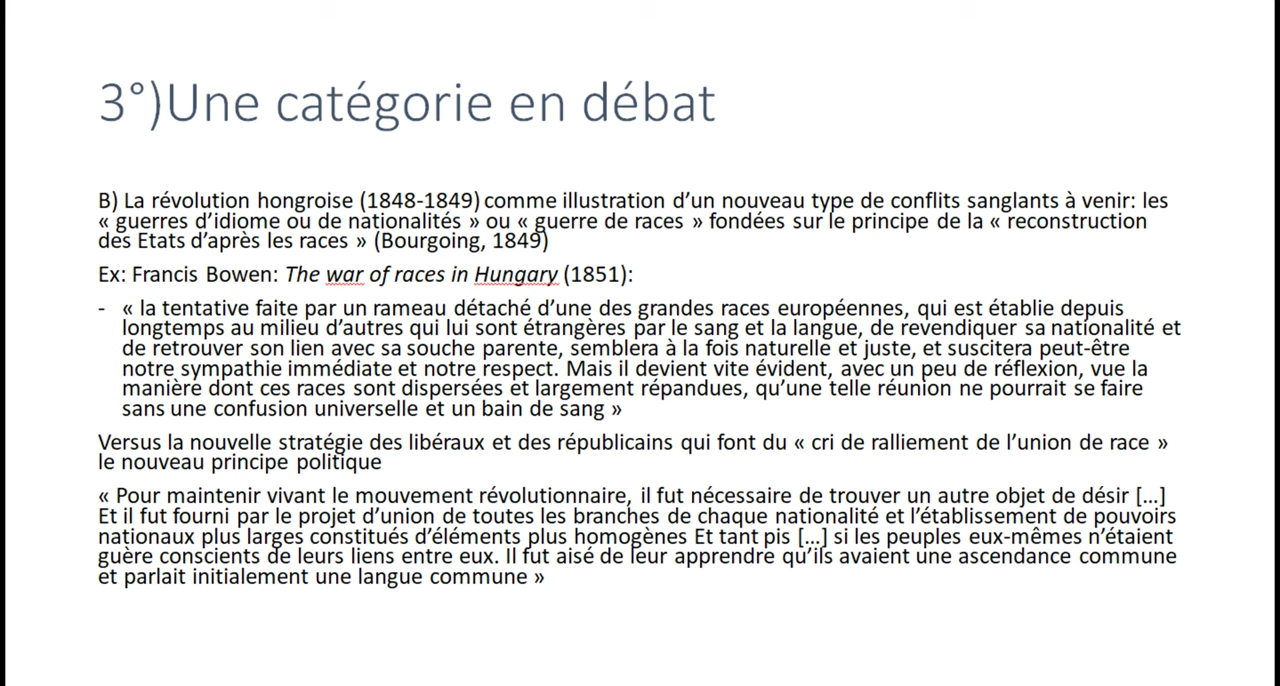 3°)Une catégorie en débat
B) La révolution hongroise (1848-1849) comme illustration d’un nouveau type de conflits sanglants à venir: les
« guerres d’idiome ou de nationalités » ou « guerre de races » fondées sur le principe de la « reconstruction
des Etats d’après les races » (Bourgoing, 1849)
Ex: Francis Bowen: The war of races in Hungary (1851):
- « la tentative faite par un rameau détaché d’une des grandes races européennes, qui est établie depuis
longtemps au milieu d’autres qui lui sont étrangères par le sang et la langue, de revendiquer sa nationalité et
de retrouver son lien avec sa souche parente, semblera à la fois naturelle et juste, et suscitera peut-être
notre sympathie immédiate et notre respect. Mais il devient vite évident, avec un peu de réflexion, vue la
manière dont ces races sont dispersées et largement répandues, qu’une telle réunion ne pourrait se faire
sans une confusion universelle et un bain de sang »
Versus la nouvelle stratégie des libéraux et des républicains qui font du « cri de ralliement de l’union de race »
le nouveau principe politique
« Pour maintenir vivant le mouvement révolutionnaire, il fut nécessaire de trouver un autre objet de désir […]
Et il fut fourni par le projet d’union de toutes les branches de chaque nationalité et l’établissement de pouvoirs
nationaux plus larges constitués d’éléments plus homogènes Et tant pis […] si les peuples eux-mêmes n’étaient
guère conscients de leurs liens entre eux. Il fut aisé de leur apprendre qu’ils avaient une ascendance commune
et parlait initialement une langue commune »